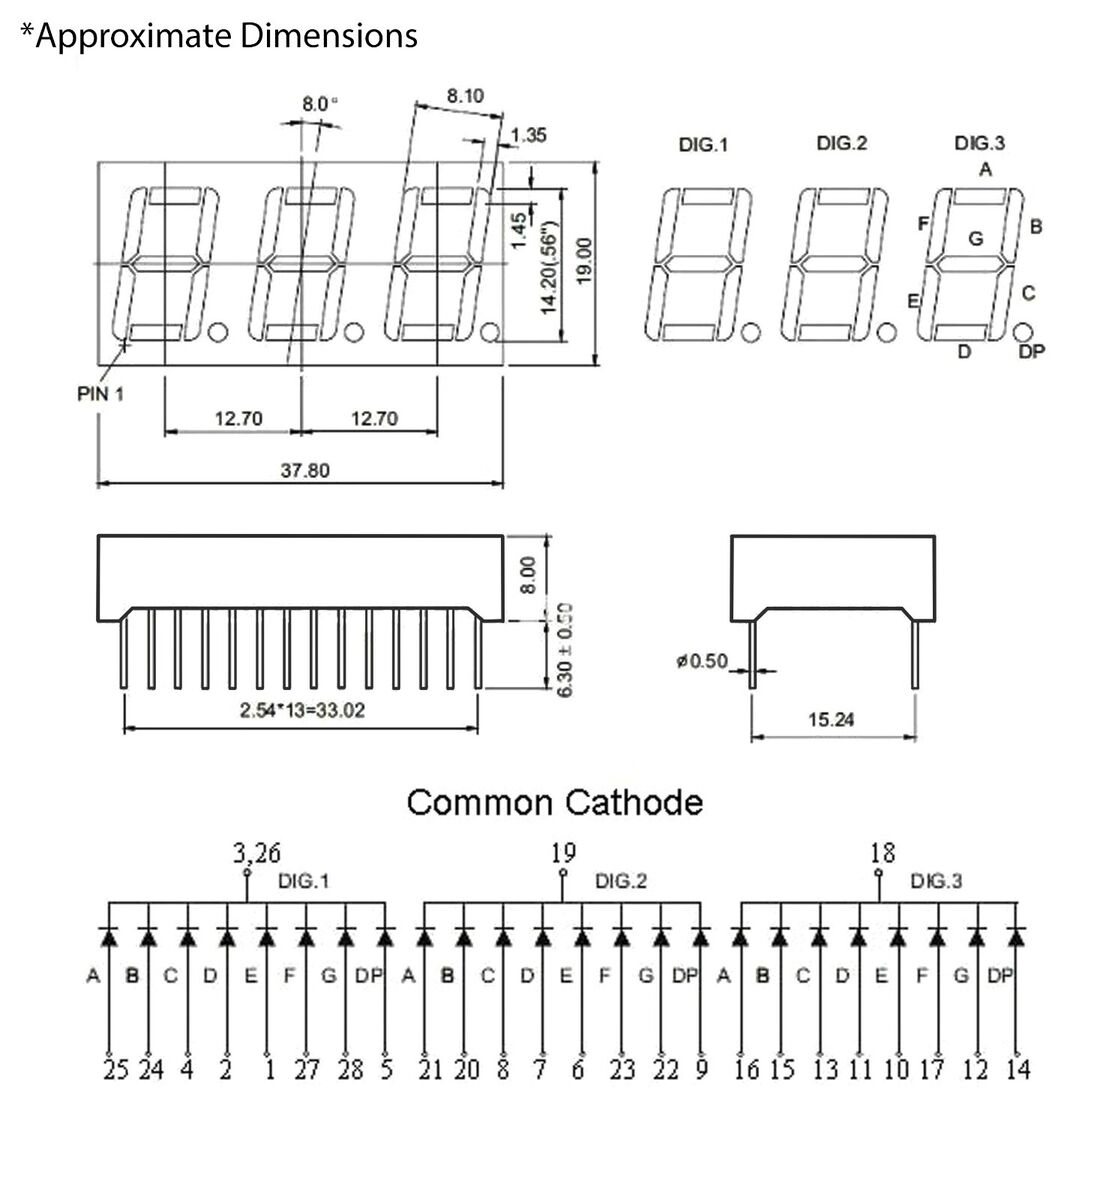 *Approximate Dimensions
8.0°
8.10
1.35
1.45
14.20(.56")
19.00
PIN 1
12.70
12.70
37.80
DIG.1
DIG.2
DIG.3
A
F
B
G
E
C
D
DP
8.00
6.30 ± 0.50
2.54*13=33.02
ø0.50
15.24
Common Cathode
3,26
19
18
DIG.1
DIG.2
DIG.3
A B C D E F G DP A B C D E F G DP A B C D E F G DP
25 24 4 2 1 27 28 5 21 20 8 7 6 23 22 9 16 15 13 11 10 17 12 14